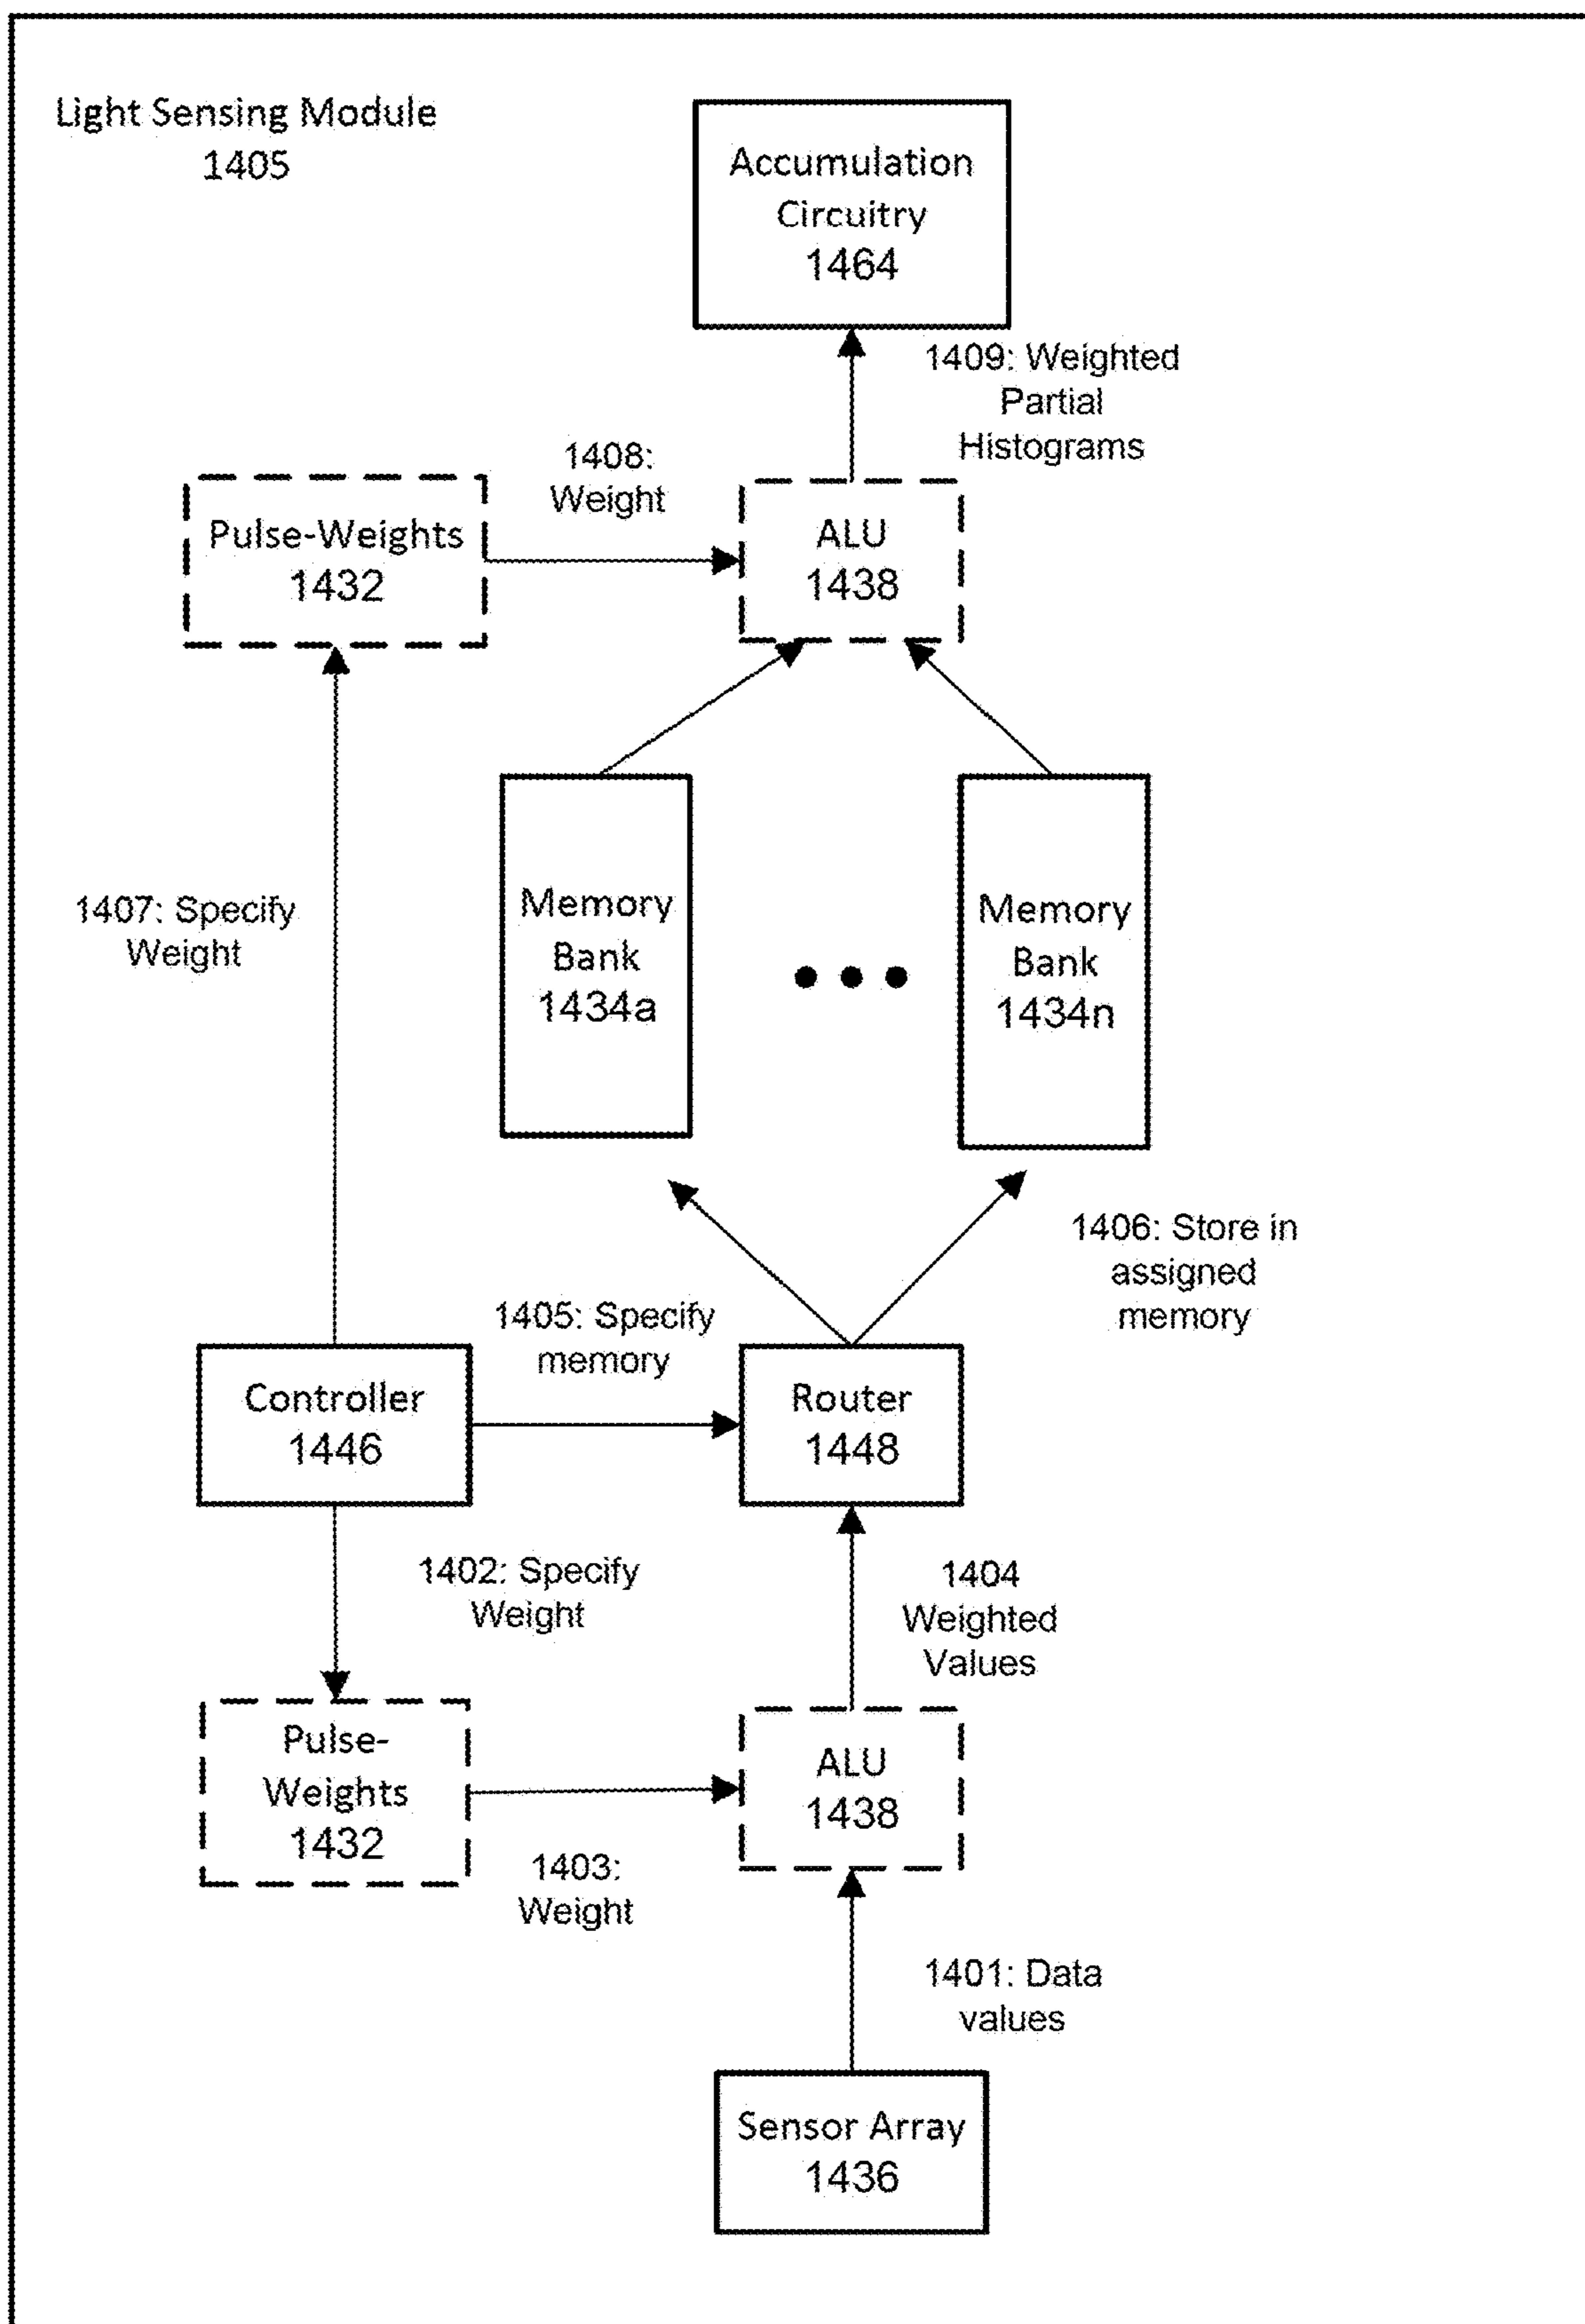 Light Sensing Module
1405
Accumulation
Circuitry
1464
1409: Weighted
Partial
Histograms
1408:
Weight
Pulse-Weights
1432
ALU
1438
1407: Specify
Weight
Memory
Bank
1434a
Memory
Bank
1434n
1406: Store in
assigned
memory
1405: Specify
memory
Controller
1446
Router
1448
1402: Specify
Weight
1404
Weighted
Values
Pulse-
Weights
1432
ALU
1438
1403:
Weight
1401: Data
values
Sensor Array
1436